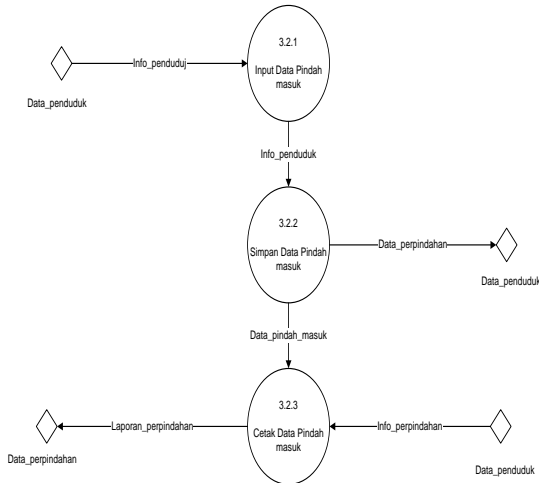 3.2.1
Input Data Pindah
masuk
Info_penduduj
Data_penduduk
Info_penduduk
3.2.2
Simpan Data Pindah
masuk
Data_perpindahan
Data_penduduk
Data_pindah_masuk
3.2.3
Cetak Data Pindah
masuk
Laporan_perpindahan
Info_perpindahan
Data_perpindahan
Data_penduduk